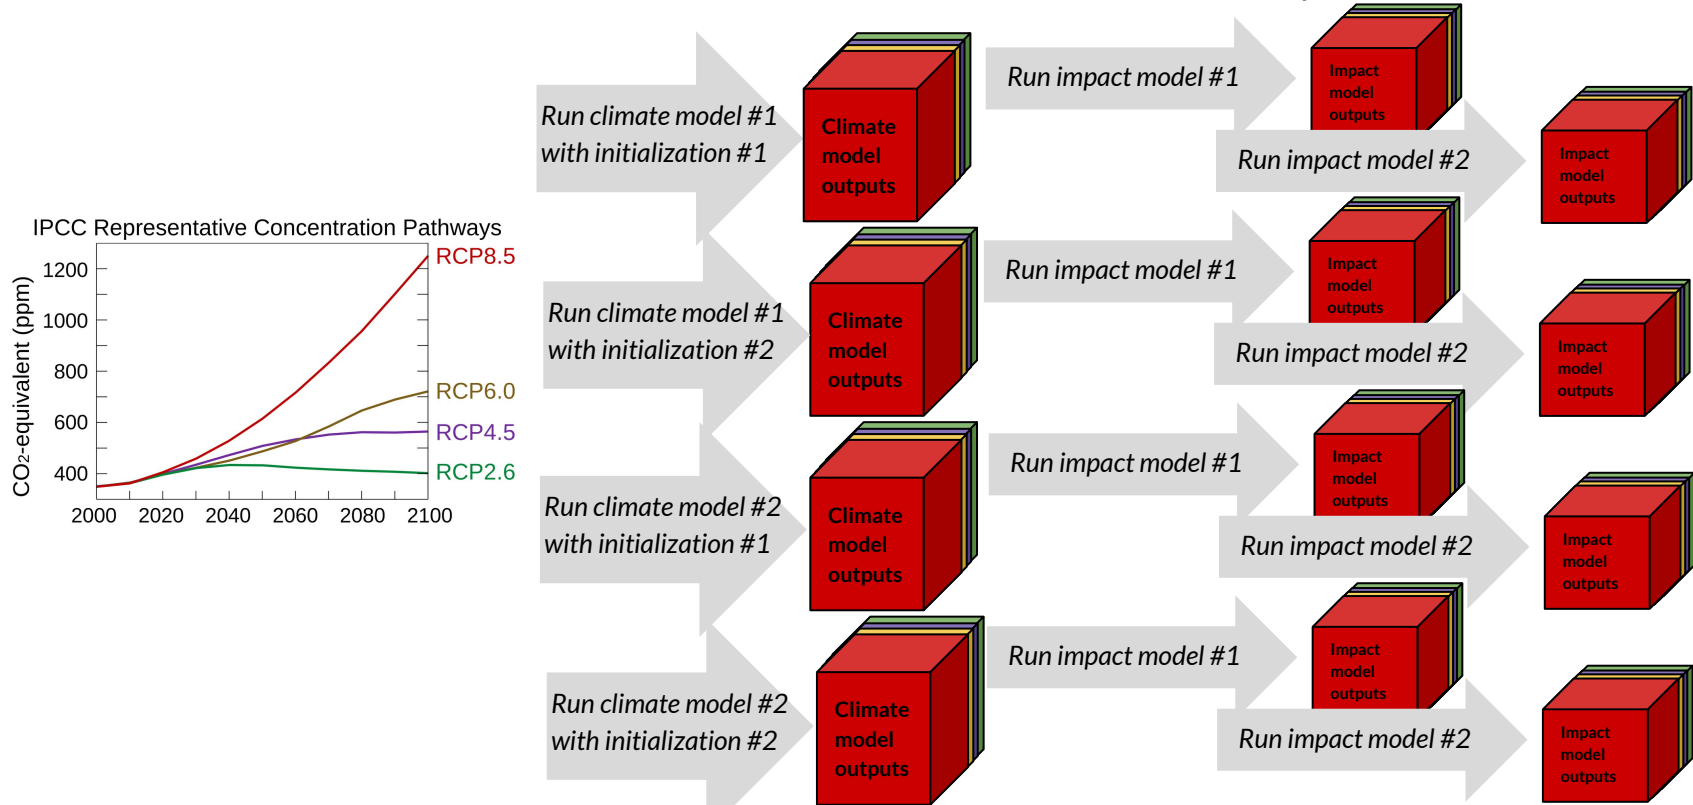 IPCC Representative Concentration Pathways
CO2-equivalent (ppm)
1200
1000
800
600
400
2000 2020 2040 2060 2080 2100
RCP8.5
RCP6.0
RCP4.5
RCP2.6
Run climate model #1
with initialization #1
Climate
model
outputs
Run impact model #1
Impact
model
outputs
Run impact model #2
Impact
model
outputs
Run climate model #1
with initialization #2
Climate
model
outputs
Run impact model #1
Impact
model
outputs
Run impact model #2
Impact
model
outputs
Run climate model #2
with initialization #1
Climate
model
outputs
Run impact model #1
Impact
model
outputs
Run impact model #2
Impact
model
outputs
Run climate model #2
with initialization #2
Climate
model
outputs
Run impact model #1
Impact
model
outputs
Run impact model #2
Impact
model
outputs